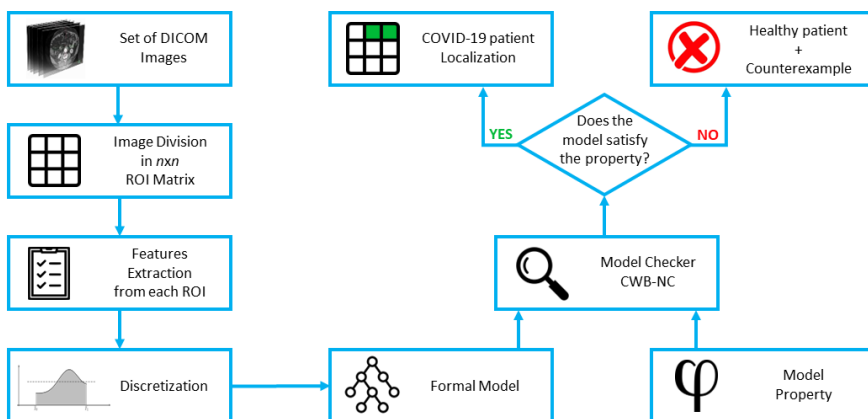 Set of DICOM
Images
Image Division
in nxn
ROI Matrix
Features
Extraction
from each ROI
Discretization
Formal Model
φ
Model
Property
Model Checker
CWB-NC
Does the
model satisfy
the property?
YES
NO
COVID-19 patient
Localization
Healthy patient
+
Counterexample